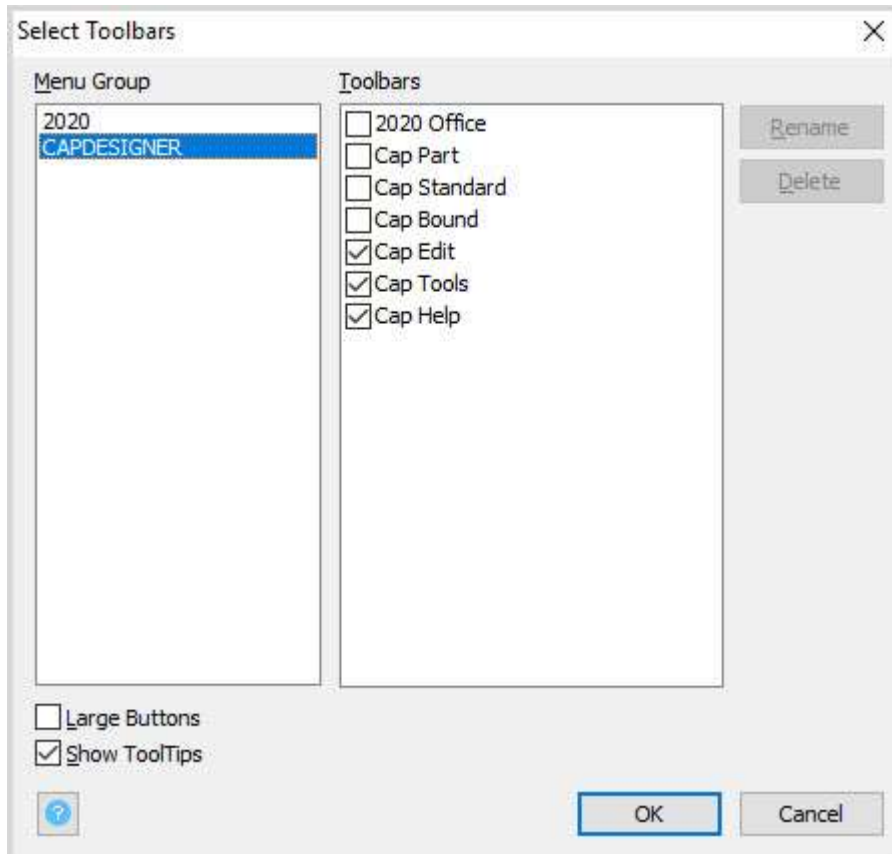 Select Toolbars
Menu Group
2020
CAPDESIGNER
Toolbars
2020 Office
Cap Part
Cap Standard
Cap Bound
Cap Edit
Cap Tools
Cap Help
Rename
Delete
Large Buttons
Show ToolTips
?
OK
Cancel